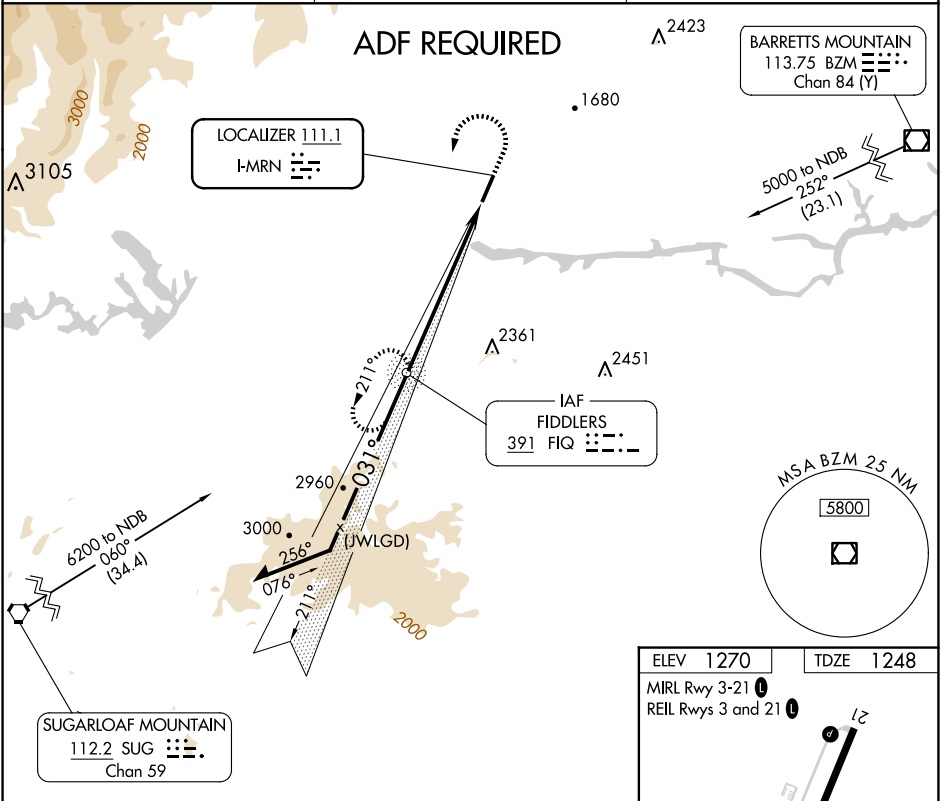 ADF REQUIRED
2423
BARRETTS MOUNTAIN
113.75 BZM
Chan 84 (Y)
3000
2000
1680
LOCALIZER 111.1
I-MRN
3105
5000 to NDB
252°
(23.1)
2361
2451
211°
IAF
FIDDLERS
391 FIQ
031°
MSA BZM 25 NM
5800
2960
3000
(JWLGD)
256°
076°
211°
2000
6200 to NDB
060°
(34.4)
SUGARLOAF MOUNTAIN
112.2 SUG
Chan 59
ELEV 1270
TDZE 1248
MIRL Rwy 3-21 L
REIL Rwys 3 and 21 L
21
P